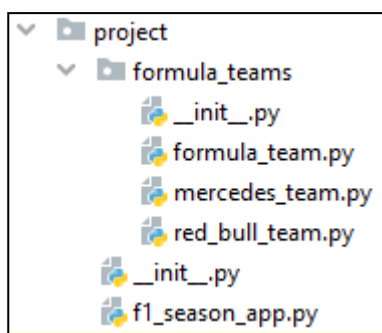 project
formula_teams
__init__.py
formula_team.py
mercedes_team.py
red_bull_team.py
__init__.py
f1_season_app.py